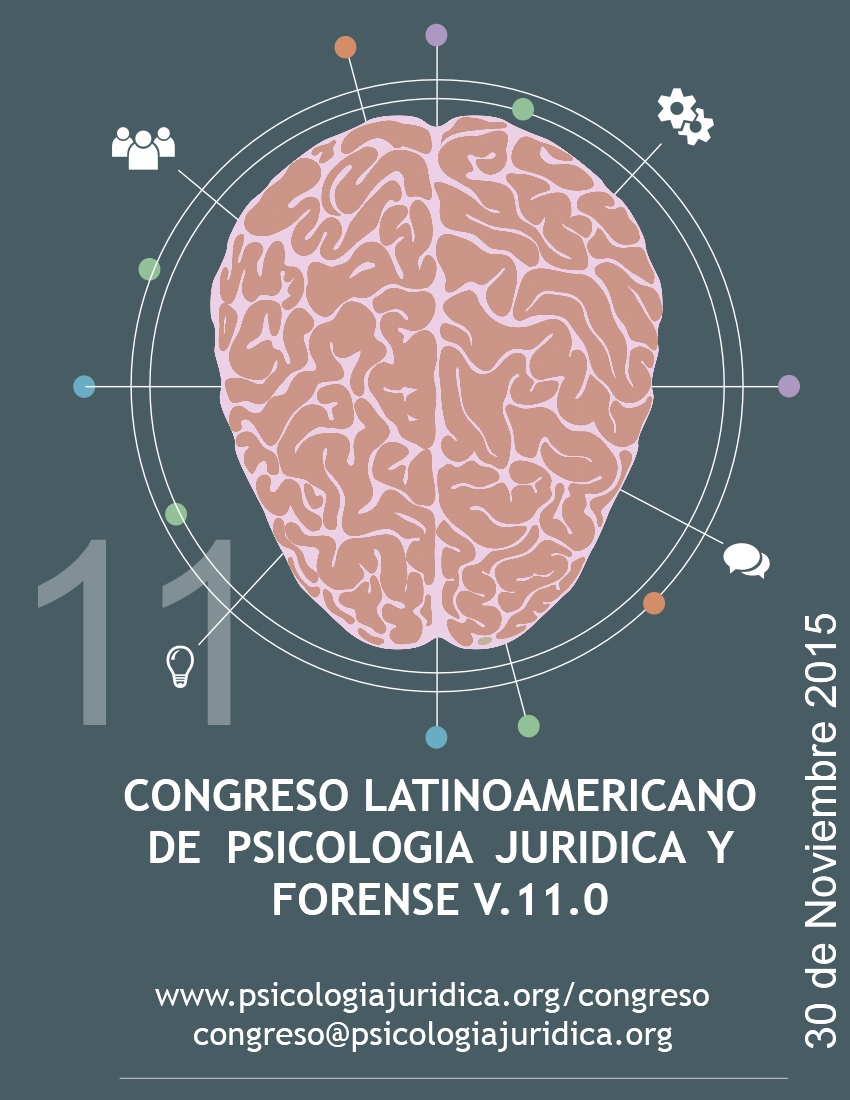 11
CONGRESO LATINOAMERICANO
DE PSICOLOGIA JURIDICA Y
FORENSE V.11.0
www.psicologiajuridica.org/congreso
congreso@psicologiajuridica.org
30 de Noviembre 2015